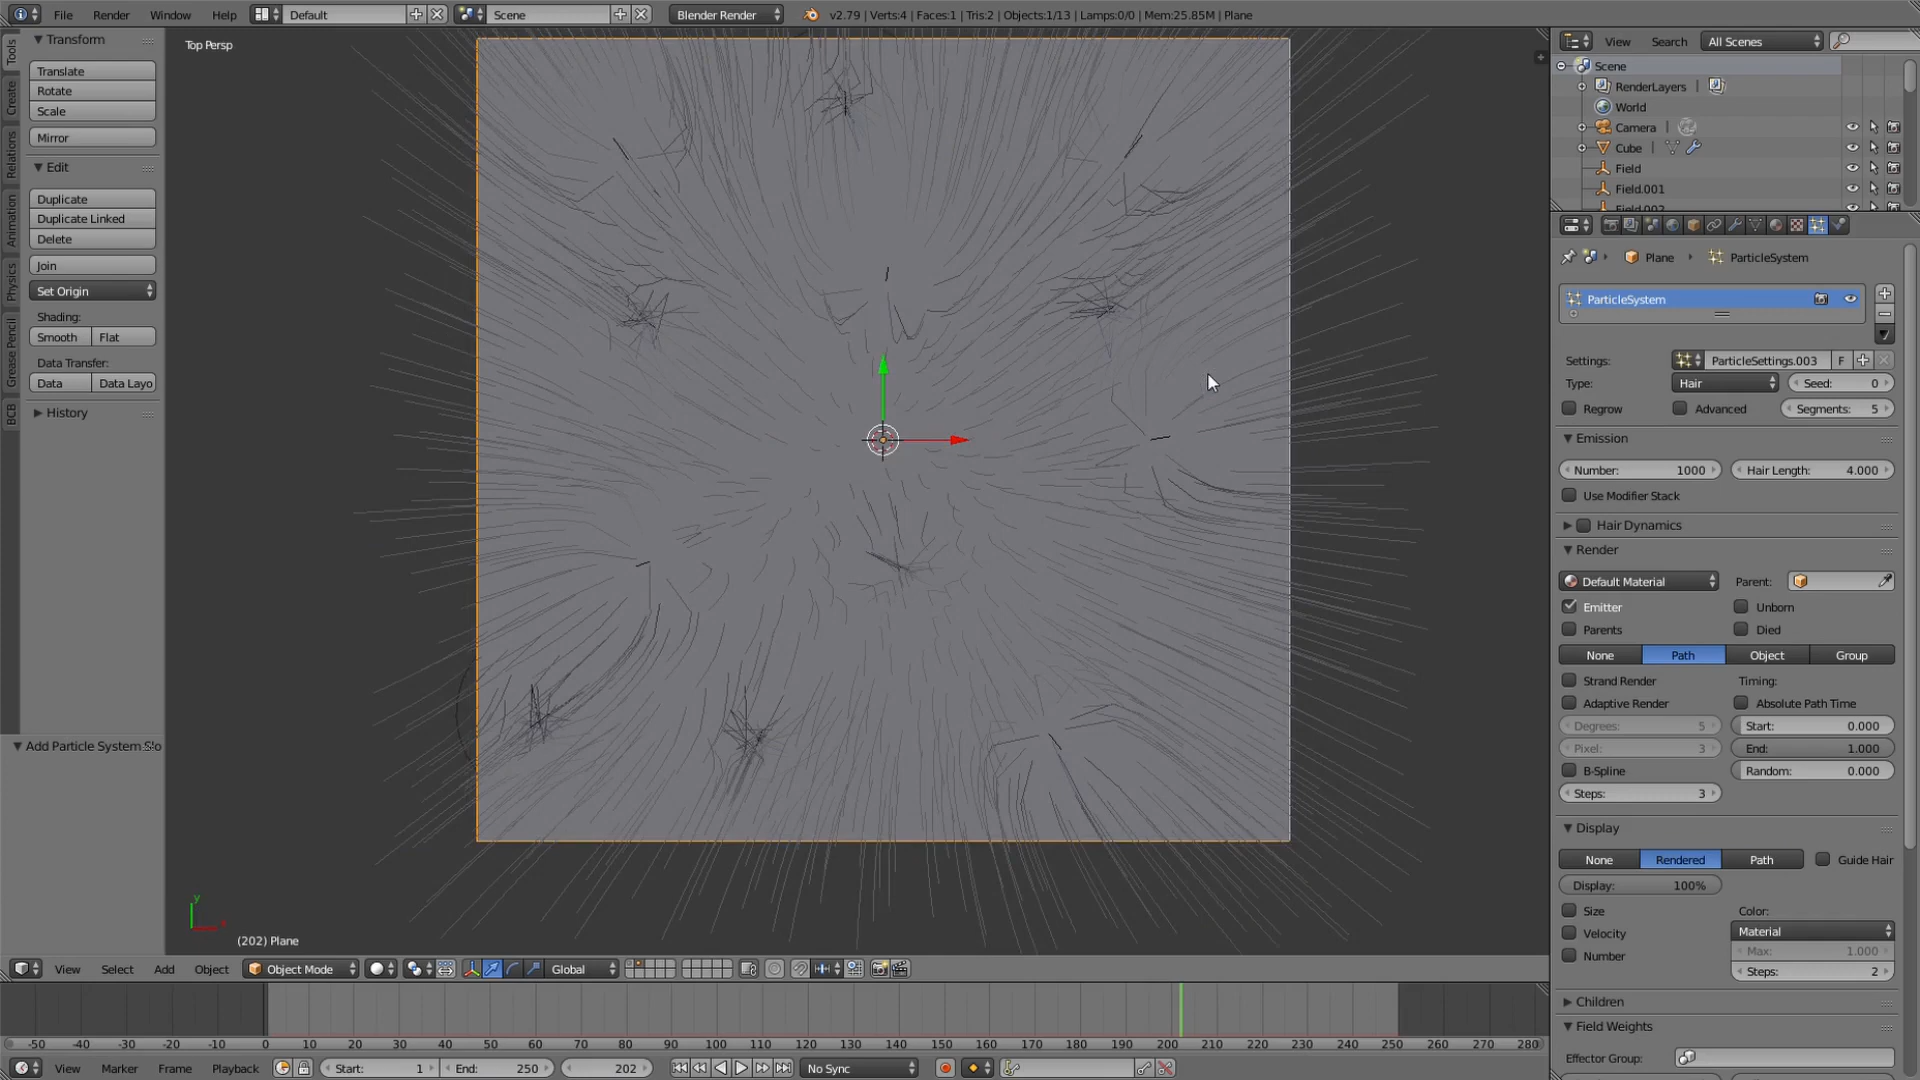 File Render Window Help Default Scene Blender Render v2.79 | Verts:4 | Faces:1 | Tris:2 | Objects:1/13 | Lamps:0/0 | Mem:25.85M | Plane
Tools
Create
Relations
Animation
Physics
Grease Pencil
BCB
Transform
Translate
Rotate
Scale
Mirror
Edit
Duplicate
Duplicate Linked
Delete
Join
Set Origin
Shading:
Smooth Flat
Data Transfer:
Data Data Layo
History
Add Particle System Slo
Top Persp
y
x
(202) Plane
View Select Add Object Object Mode Global
-50 -40 -30 -20 -10 0 10 20 30 40 50 60 70 80 90 100 110 120 130 140 150 160 170 180 190 200 210 220 230 240 250 260 270 280
View Marker Frame Playback Start: 1 End: 250 202 No Sync
View Search All Scenes
Scene
RenderLayers |
World
Camera |
Cube |
Field
Field.001
Field.002
Plane ParticleSystem
ParticleSystem
Settings: ParticleSettings.003 F
Type: Hair Seed: 0
Regrow Advanced Segments: 5
Emission
Number: 1000 Hair Length: 4.000
Use Modifier Stack
Hair Dynamics
Render
Default Material Parent:
Emitter Unborn
Parents Died
None Path Object Group
Strand Render Timing:
Adaptive Render Absolute Path Time
Degrees: 5 Start: 0.000
Pixel: 3 End: 1.000
B-Spline Random: 0.000
Steps: 3
Display
None Rendered Path Guide Hair
Display: 100%
Size Color:
Velocity Material
Number Max: 1.000
Steps: 2
Children
Field Weights
Effector Group: